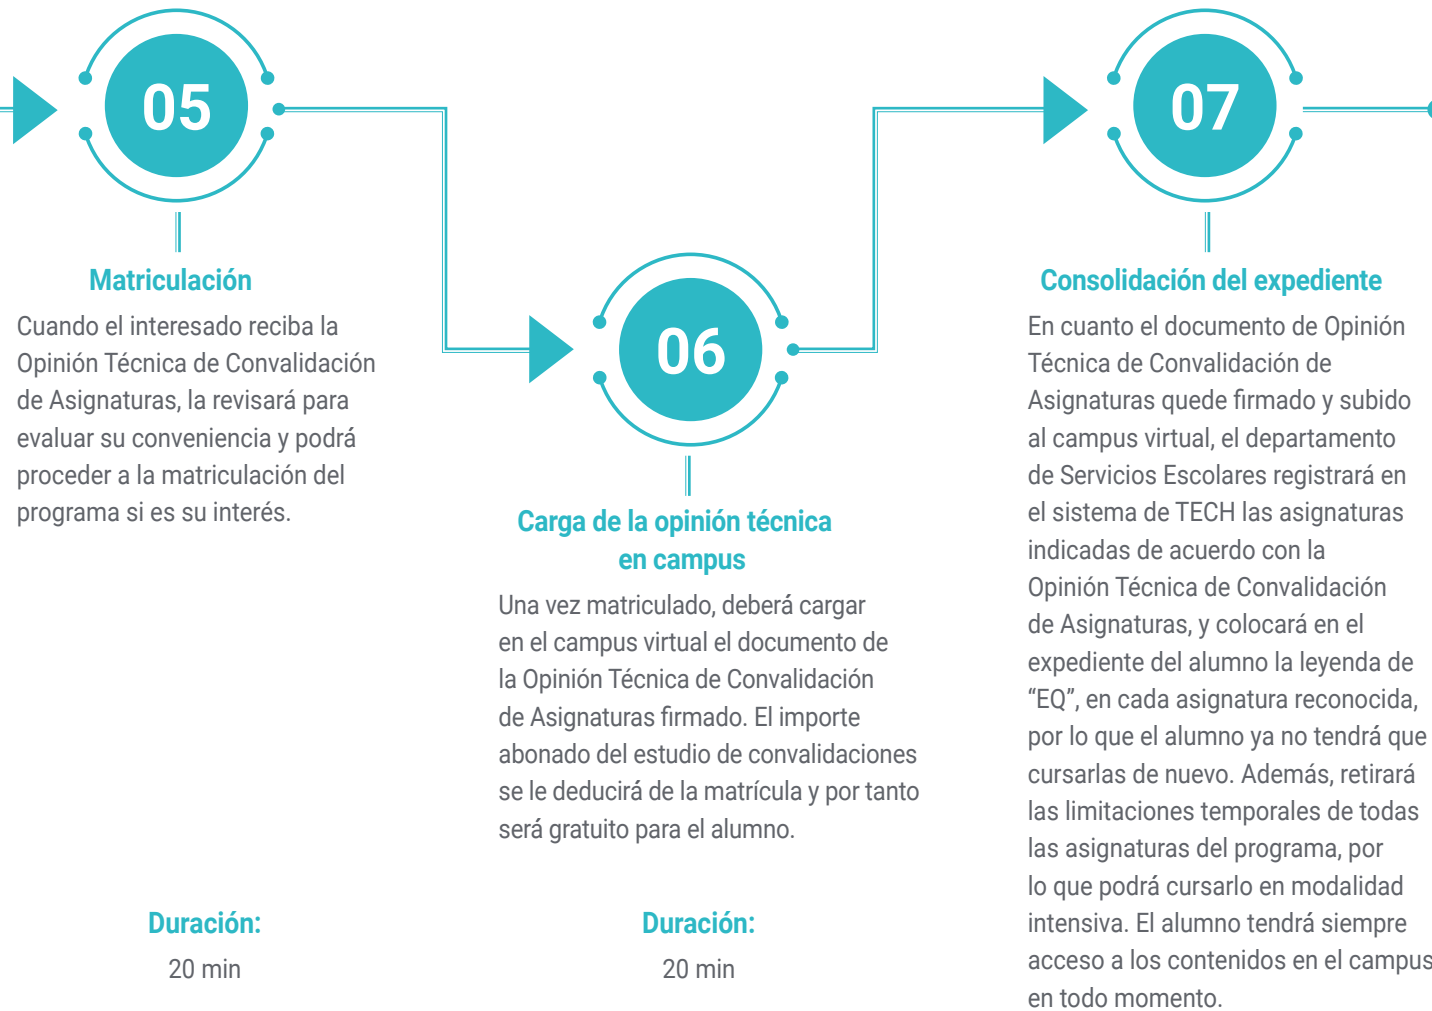 05
Matriculación
Cuando el interesado reciba la
Opinión Técnica de Convalidación
de Asignaturas, la revisará para
evaluar su conveniencia y podrá
proceder a la matriculación del
programa si es su interés.
Duración:
20 min
06
Carga de la opinión técnica
en campus
Una vez matriculado, deberá cargar
en el campus virtual el documento de
la Opinión Técnica de Convalidación
de Asignaturas firmado. El importe
abonado del estudio de convalidaciones
se le deducirá de la matrícula y por tanto
será gratuito para el alumno.
Duración:
20 min
07
Consolidación del expediente
En cuanto el documento de Opinión
Técnica de Convalidación de
Asignaturas quede firmado y subido
al campus virtual, el departamento
de Servicios Escolares registrará en
el sistema de TECH las asignaturas
indicadas de acuerdo con la
Opinión Técnica de Convalidación
de Asignaturas, y colocará en el
expediente del alumno la leyenda de
“EQ”, en cada asignatura reconocida,
por lo que el alumno ya no tendrá que
cursarlas de nuevo. Además, retirará
las limitaciones temporales de todas
las asignaturas del programa, por
lo que podrá cursarlo en modalidad
intensiva. El alumno tendrá siempre
acceso a los contenidos en el campus
en todo momento.